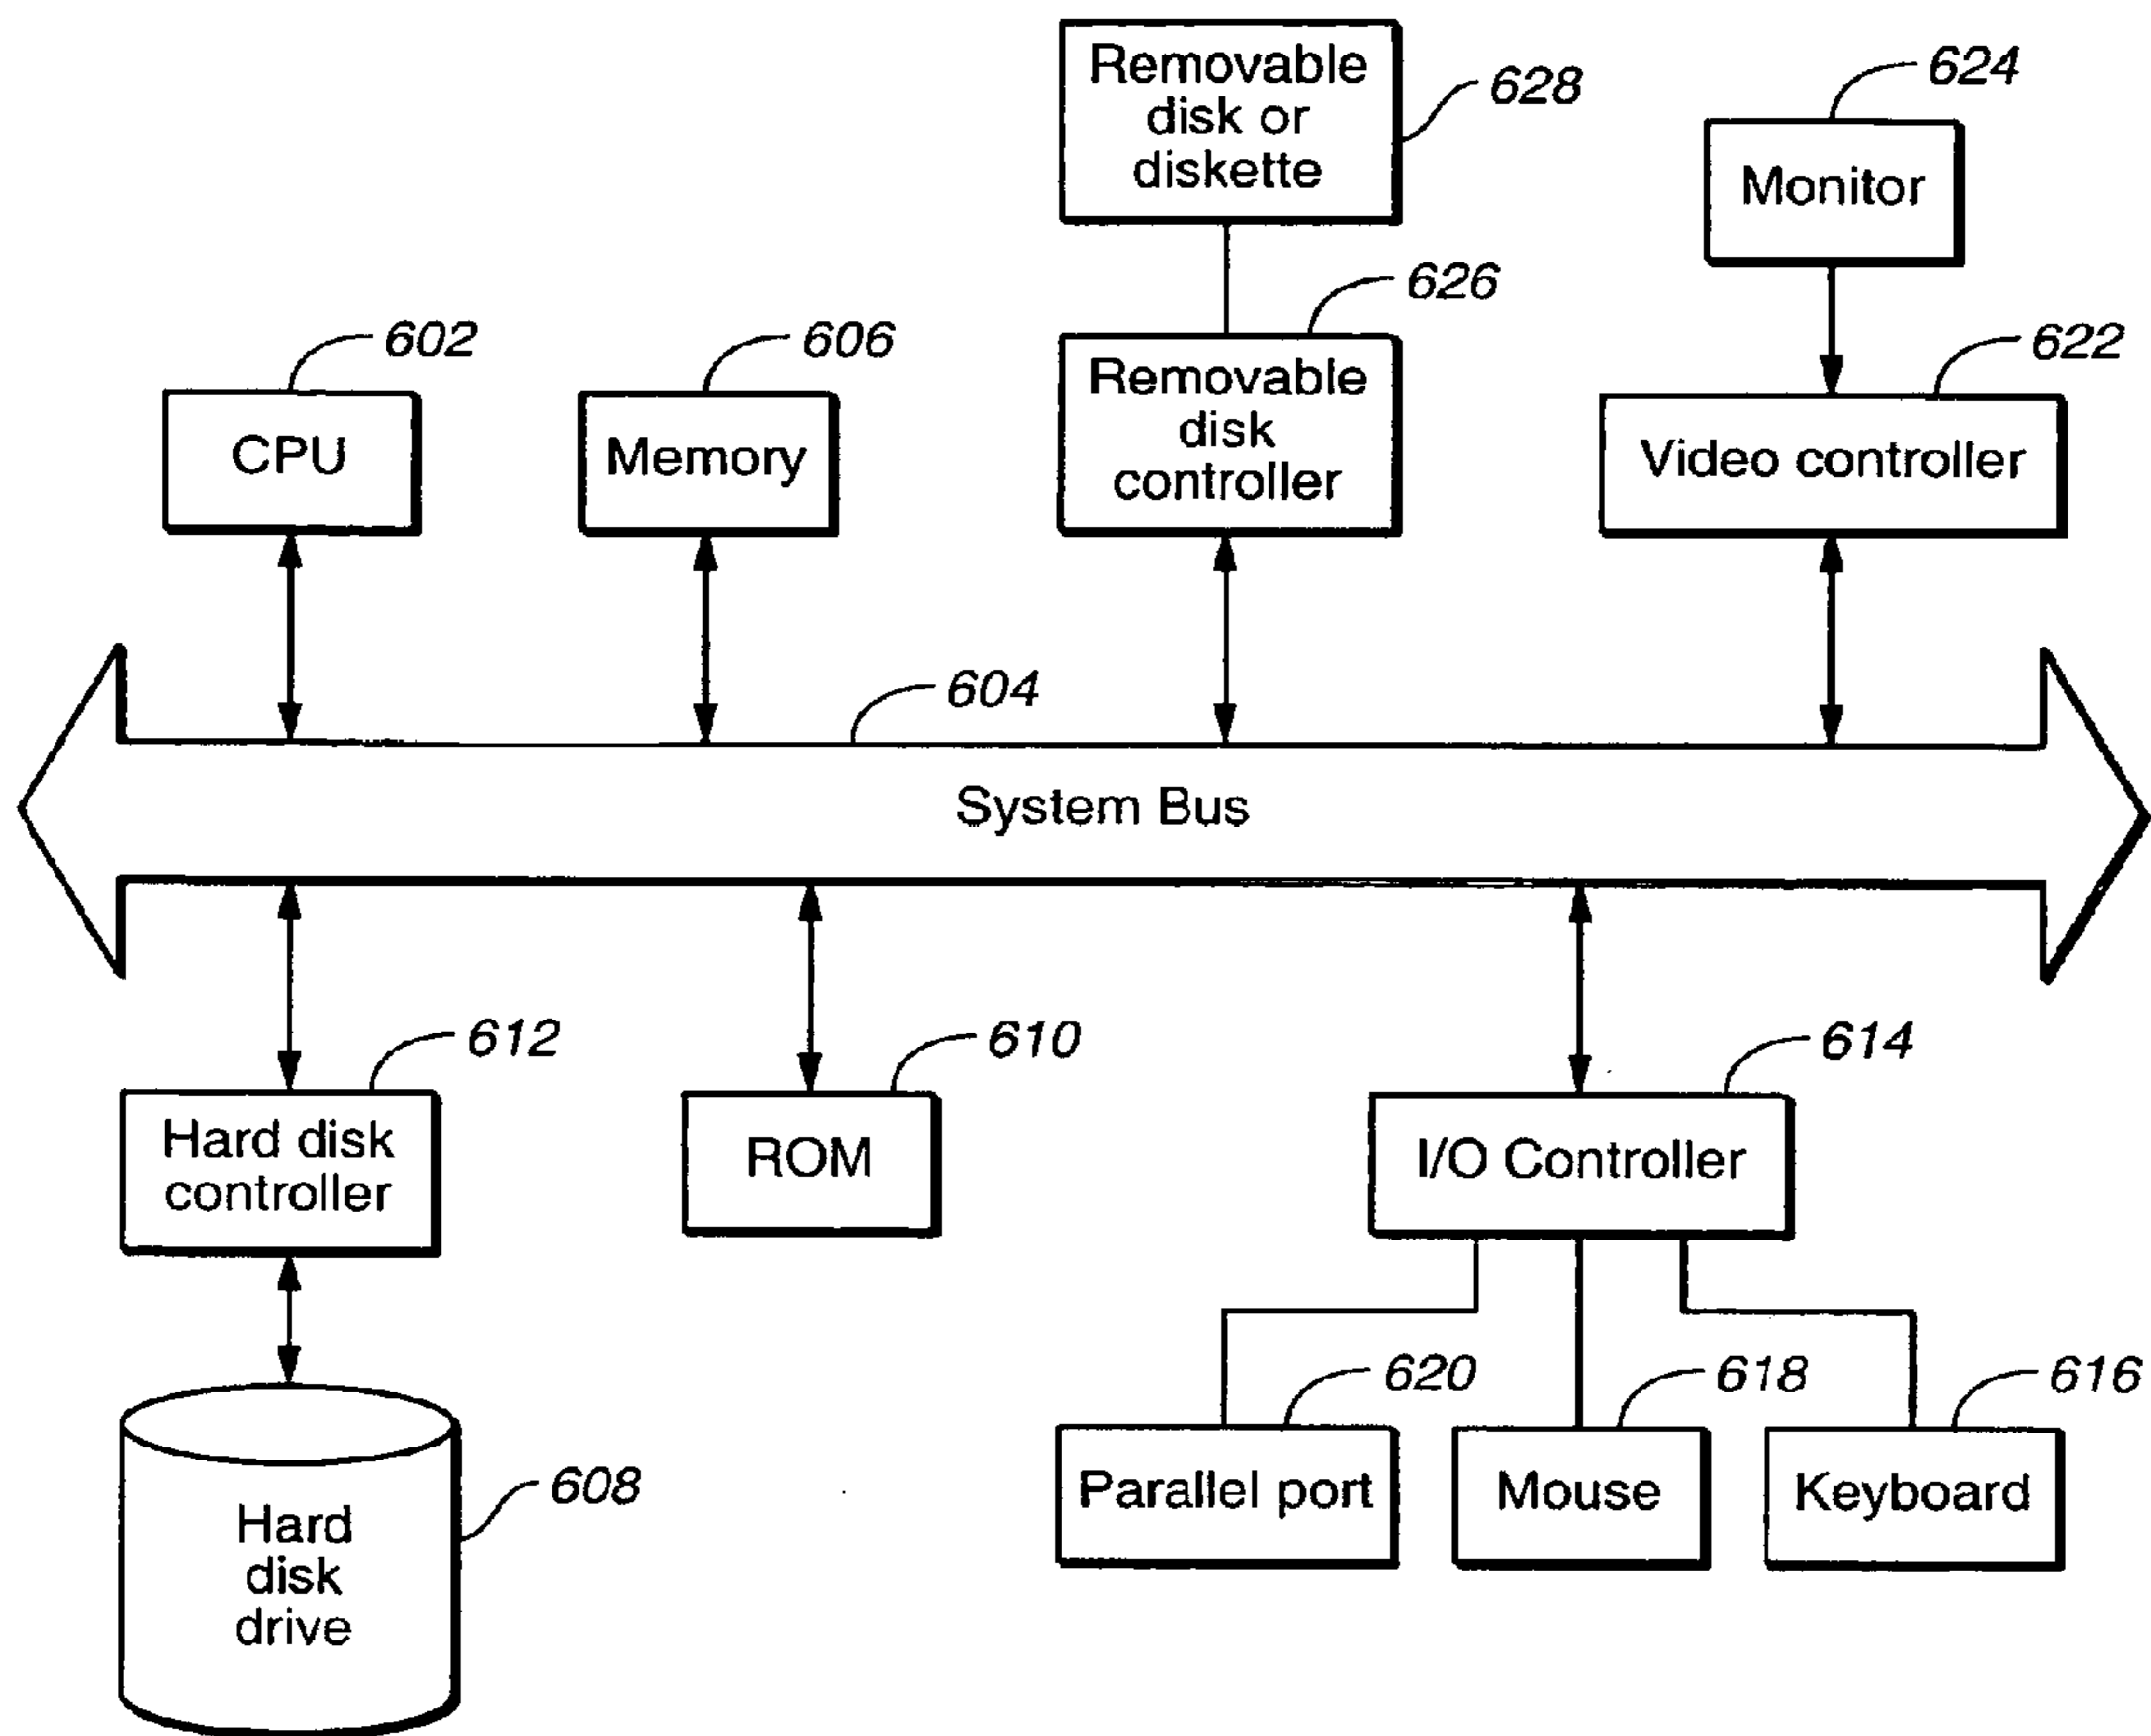 Removable
disk or
diskette
628
624
Monitor
626
602
606
622
CPU
Memory
Removable
disk
controller
Video controller
604
System Bus
612
610
614
Hard disk
controller
ROM
I/O Controller
620
618
616
608
Parallel port
Mouse
Keyboard
Hard
disk
drive